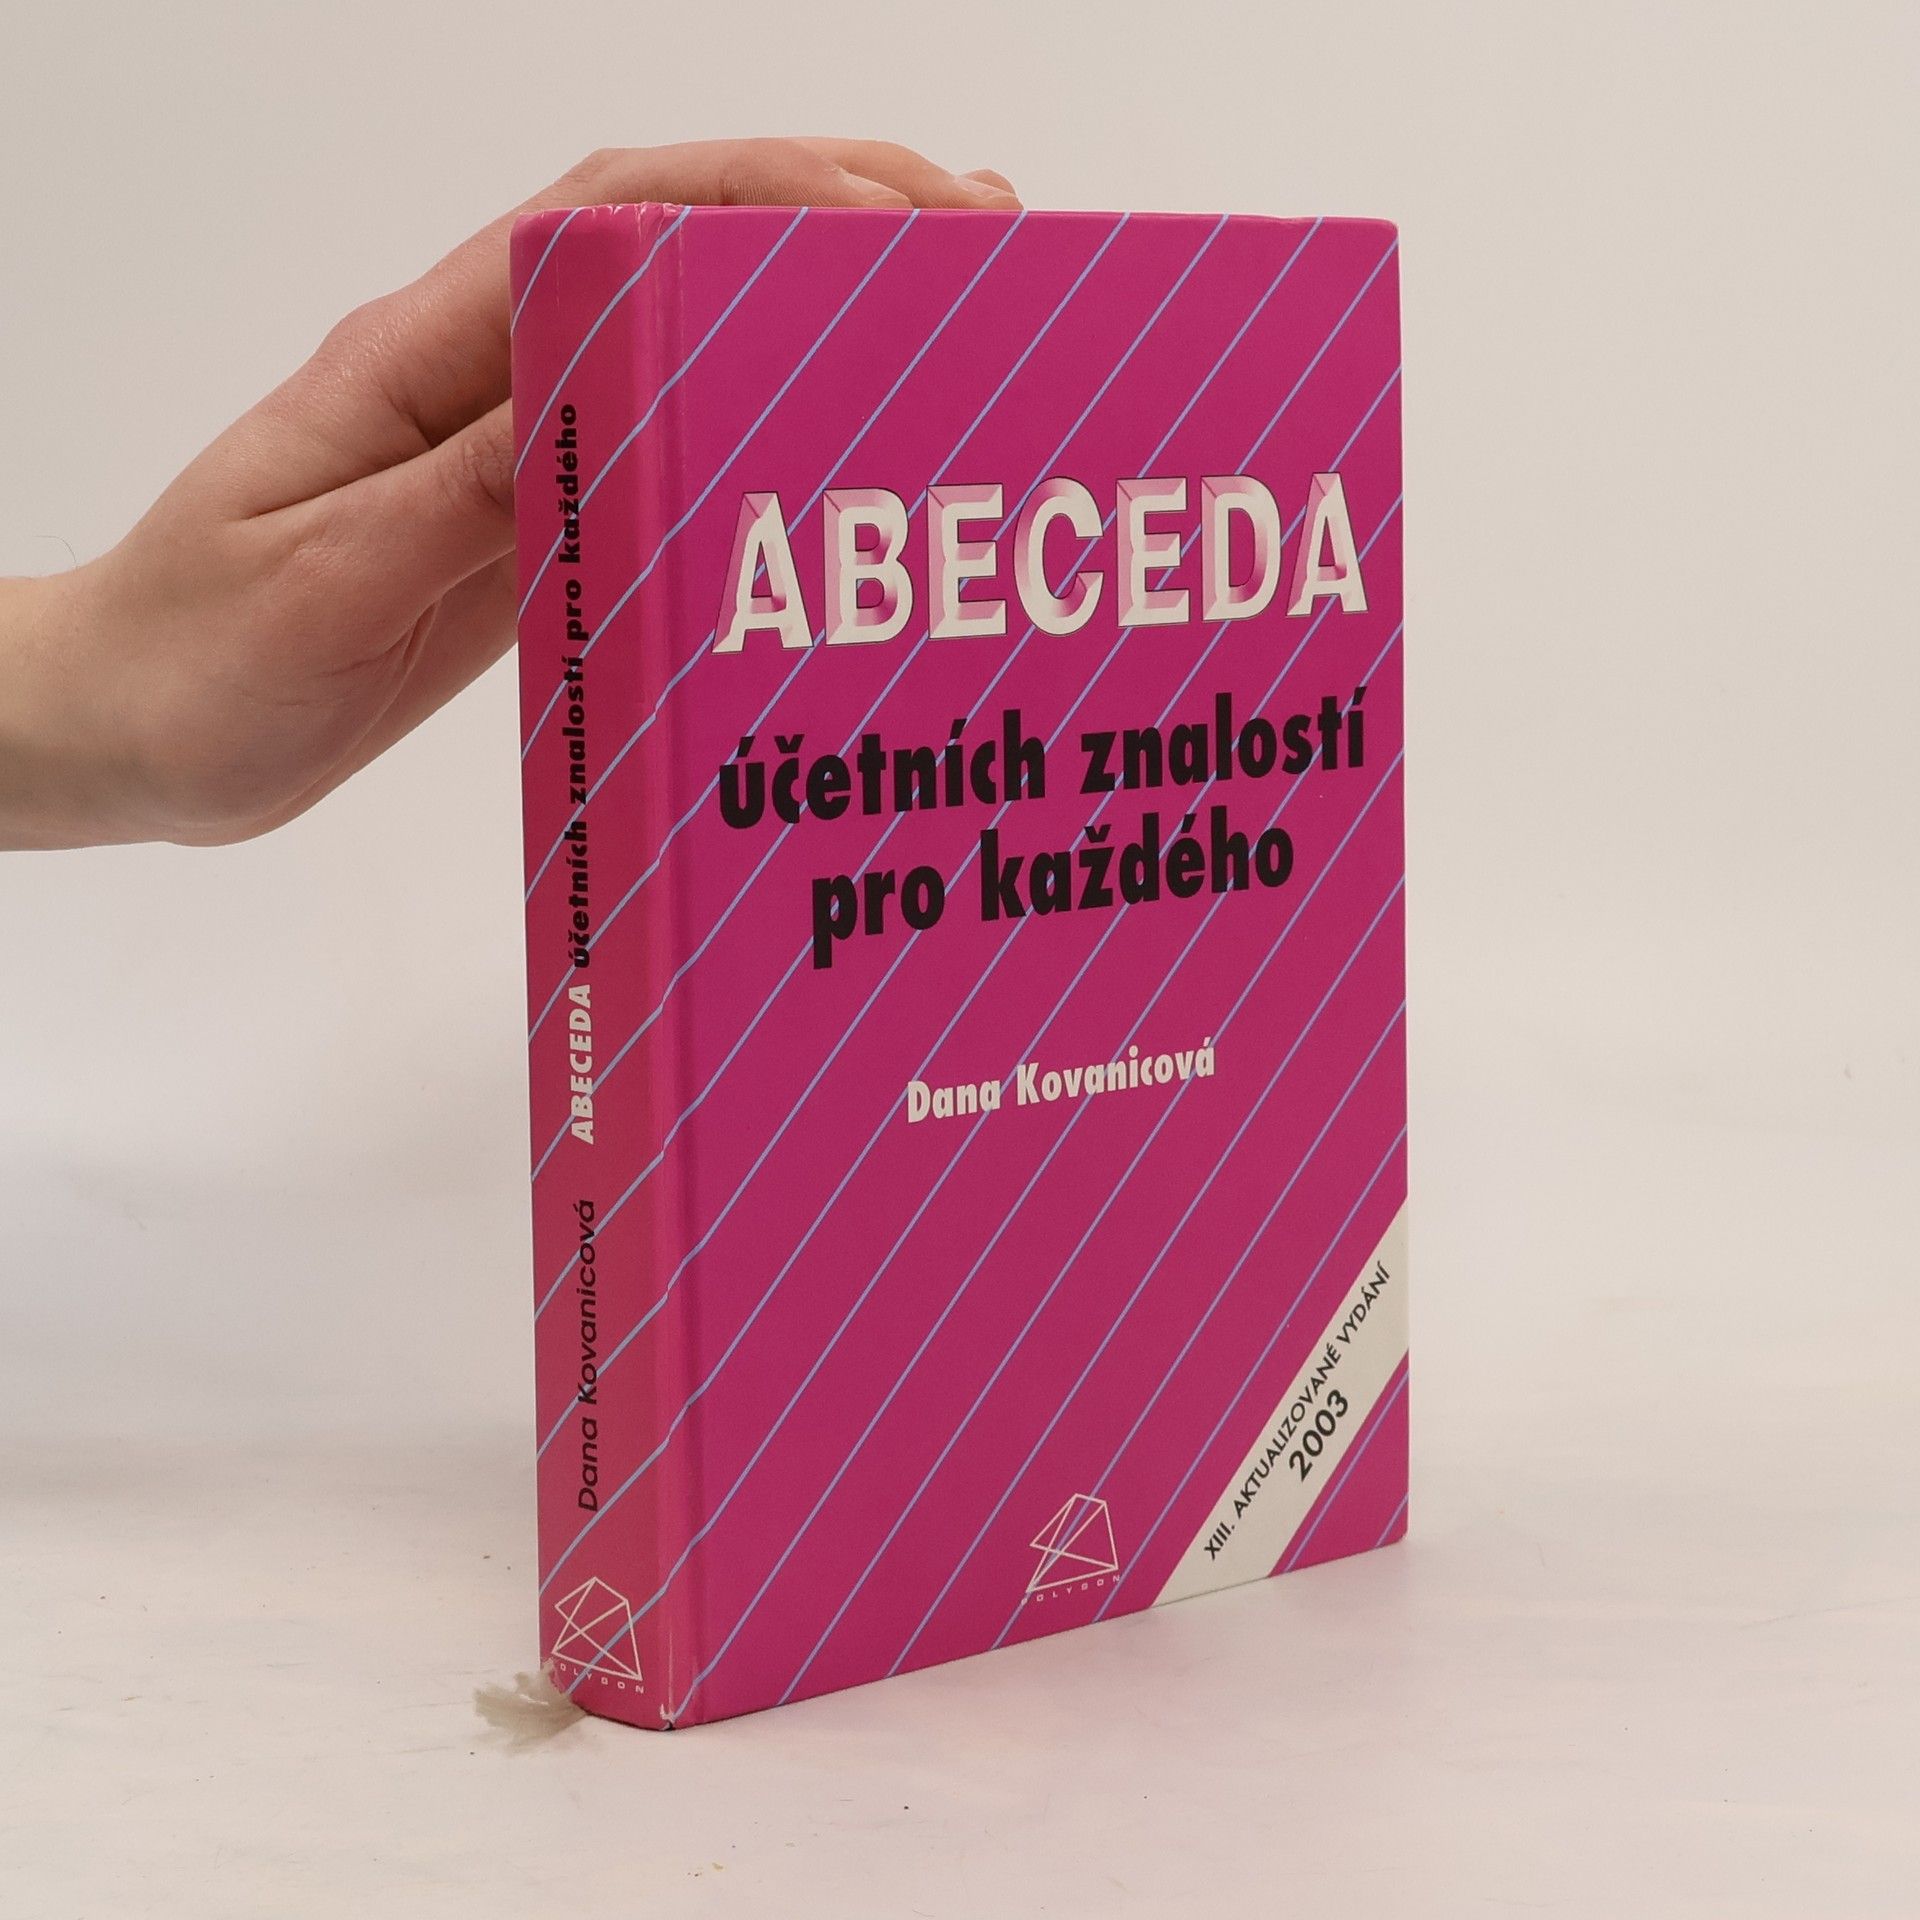 ABECEDA
účetních znalostí
pro každého
Dana Kovanicová
XIII. AKTUALIZOVANÉ VYDÁNÍ
2003
POLYGON
Dana Kovanicová ABECEDA účetních znalostí pro každého
POLYGON